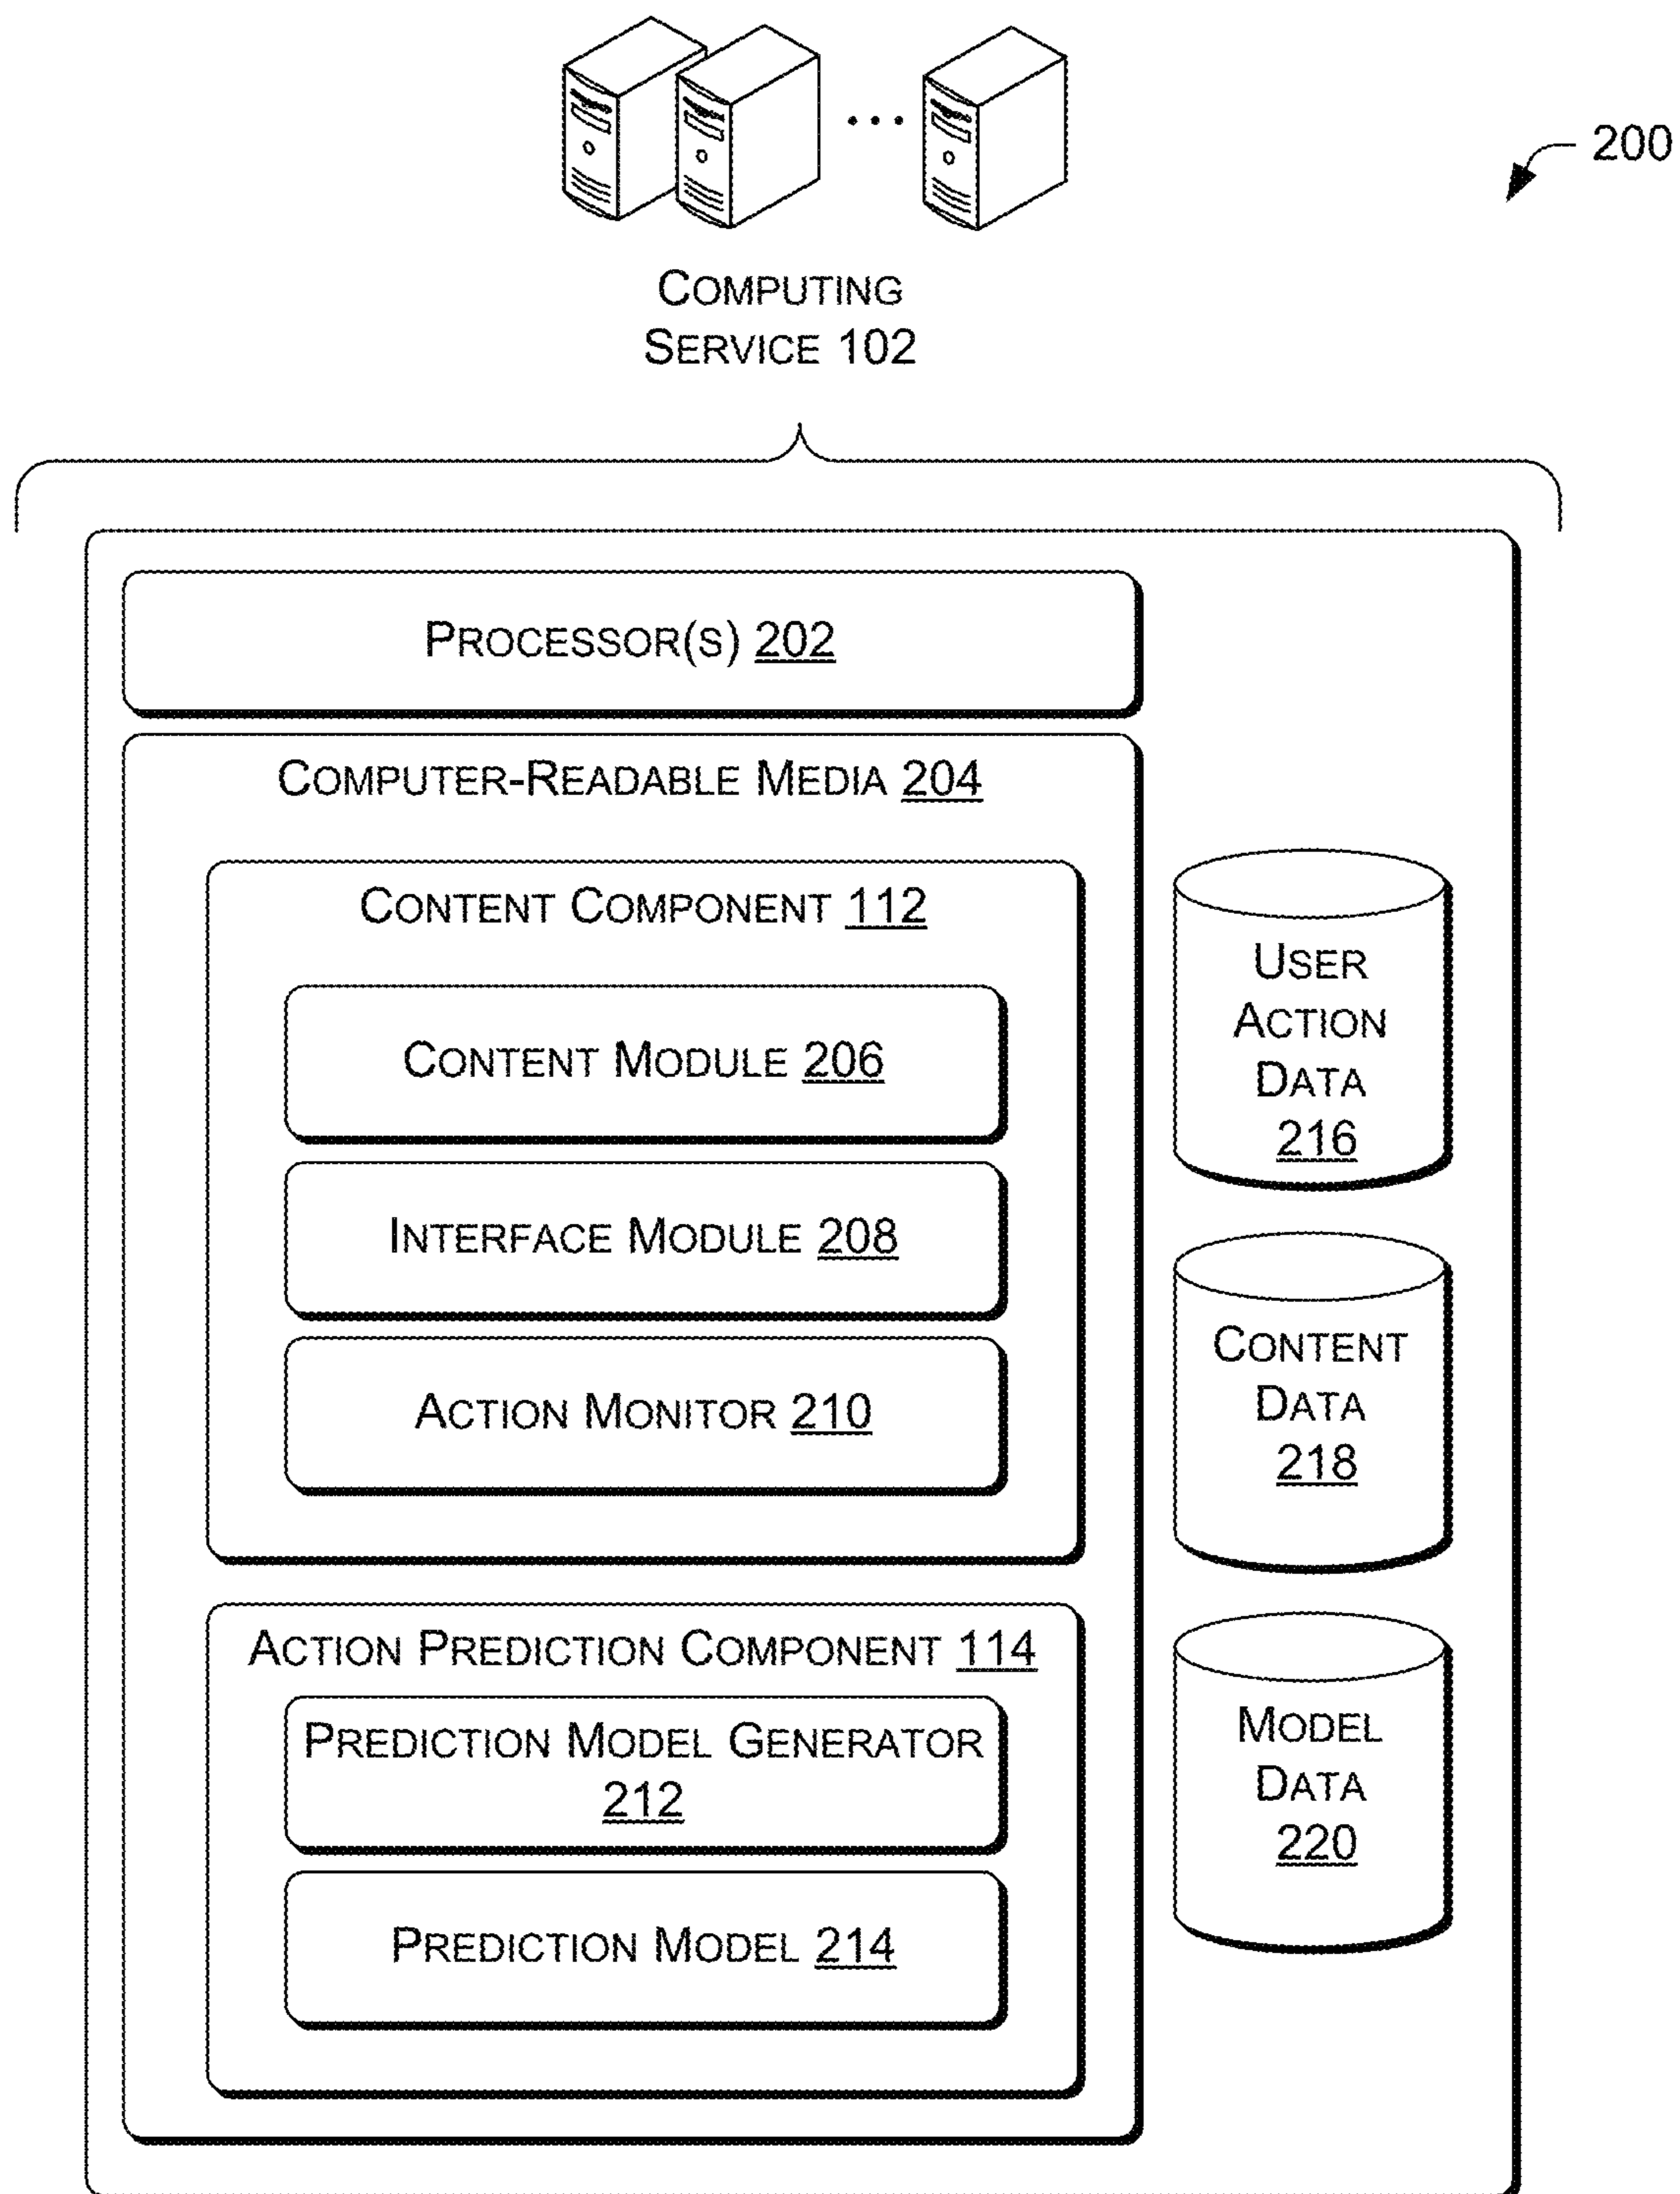 200
COMPUTING
SERVICE 102
PROCESSOR(S) 202
COMPUTER-READABLE MEDIA 204
CONTENT COMPONENT 112
CONTENT MODULE 206
INTERFACE MODULE 208
ACTION MONITOR 210
ACTION PREDICTION COMPONENT 114
PREDICTION MODEL GENERATOR
212
PREDICTION MODEL 214
USER
ACTION
DATA
216
CONTENT
DATA
218
MODEL
DATA
220